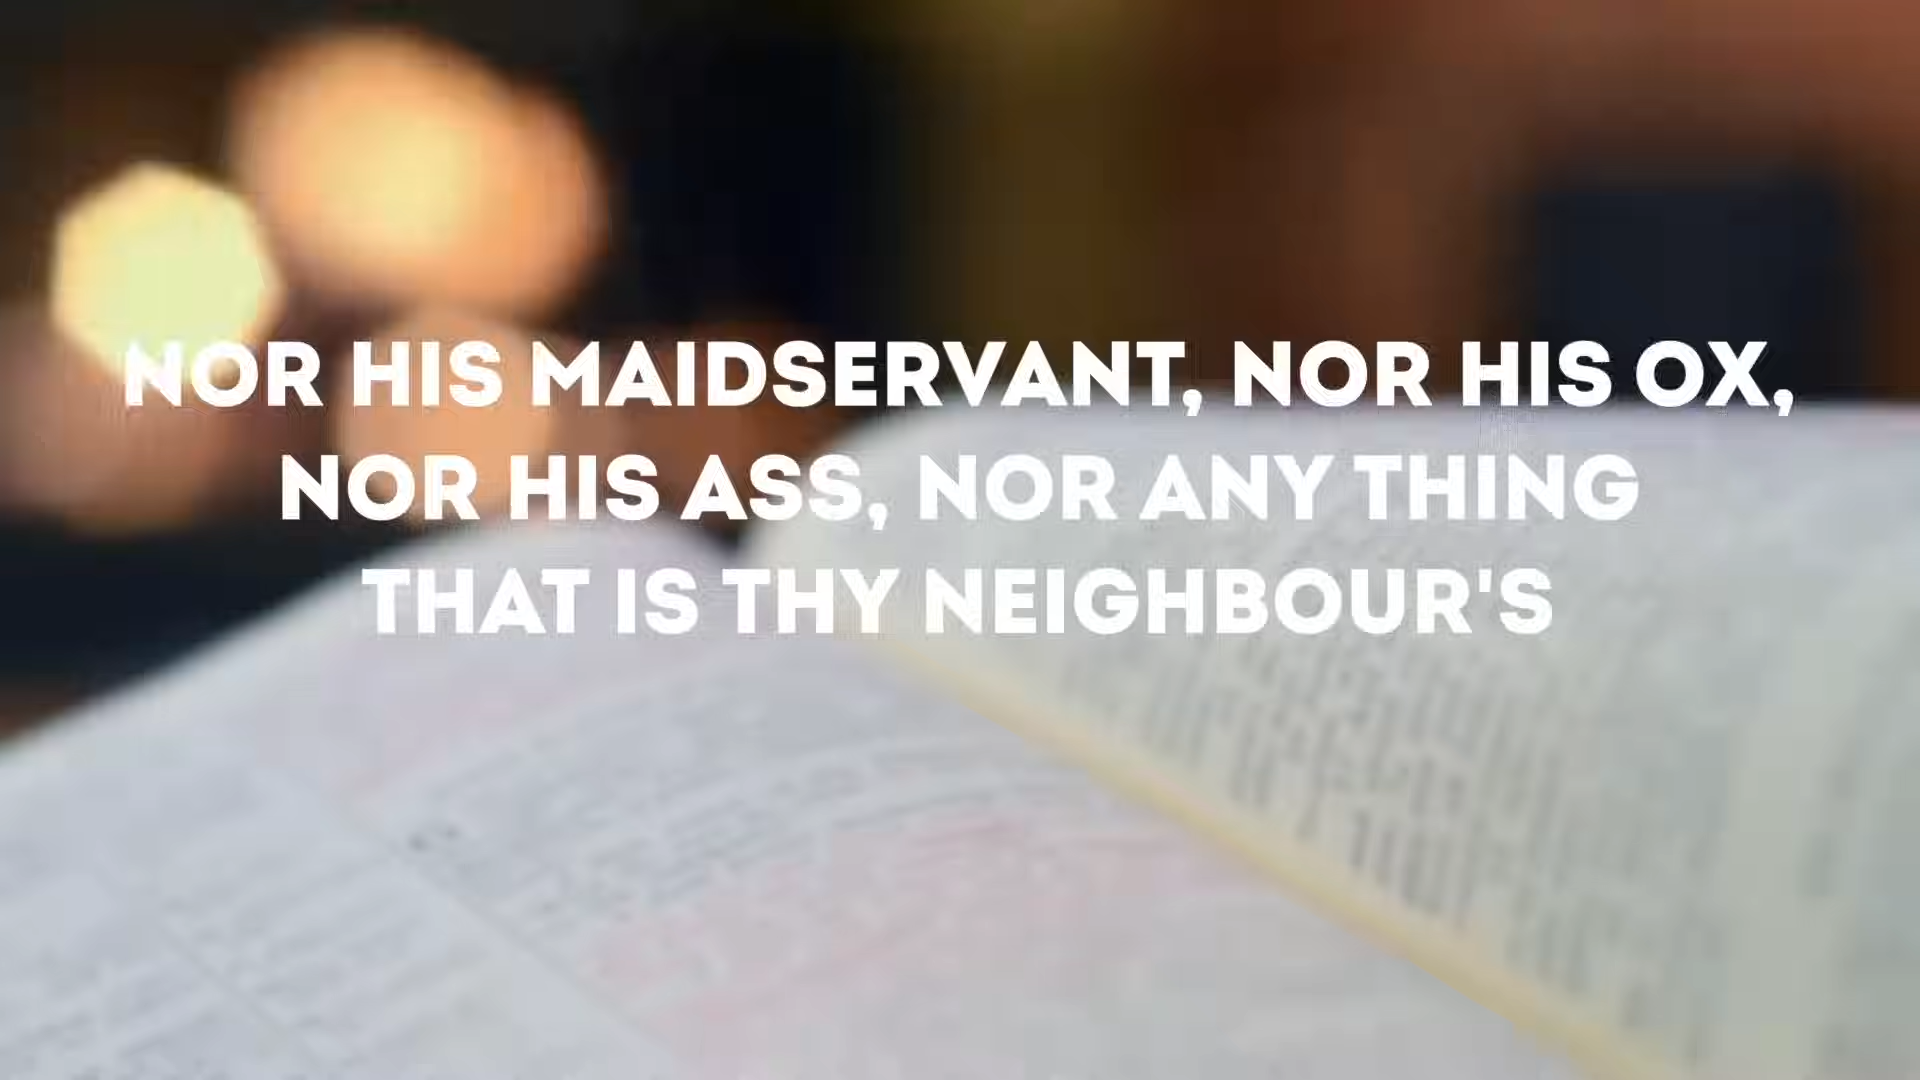 NOR HIS MAIDSERVANT, NOR HIS OX,
NOR HIS ASS, NOR ANY THING
THAT IS THY NEIGHBOUR'S